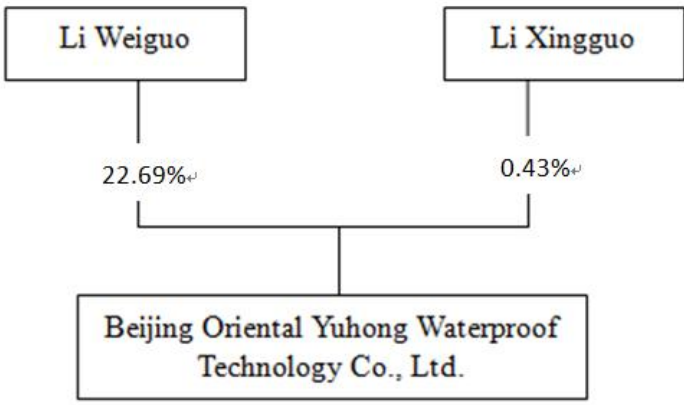 Li Weiguo
Li Xingguo
22.69%↵
0.43%↵
Beijing Oriental Yuhong Waterproof
Technology Co., Ltd.